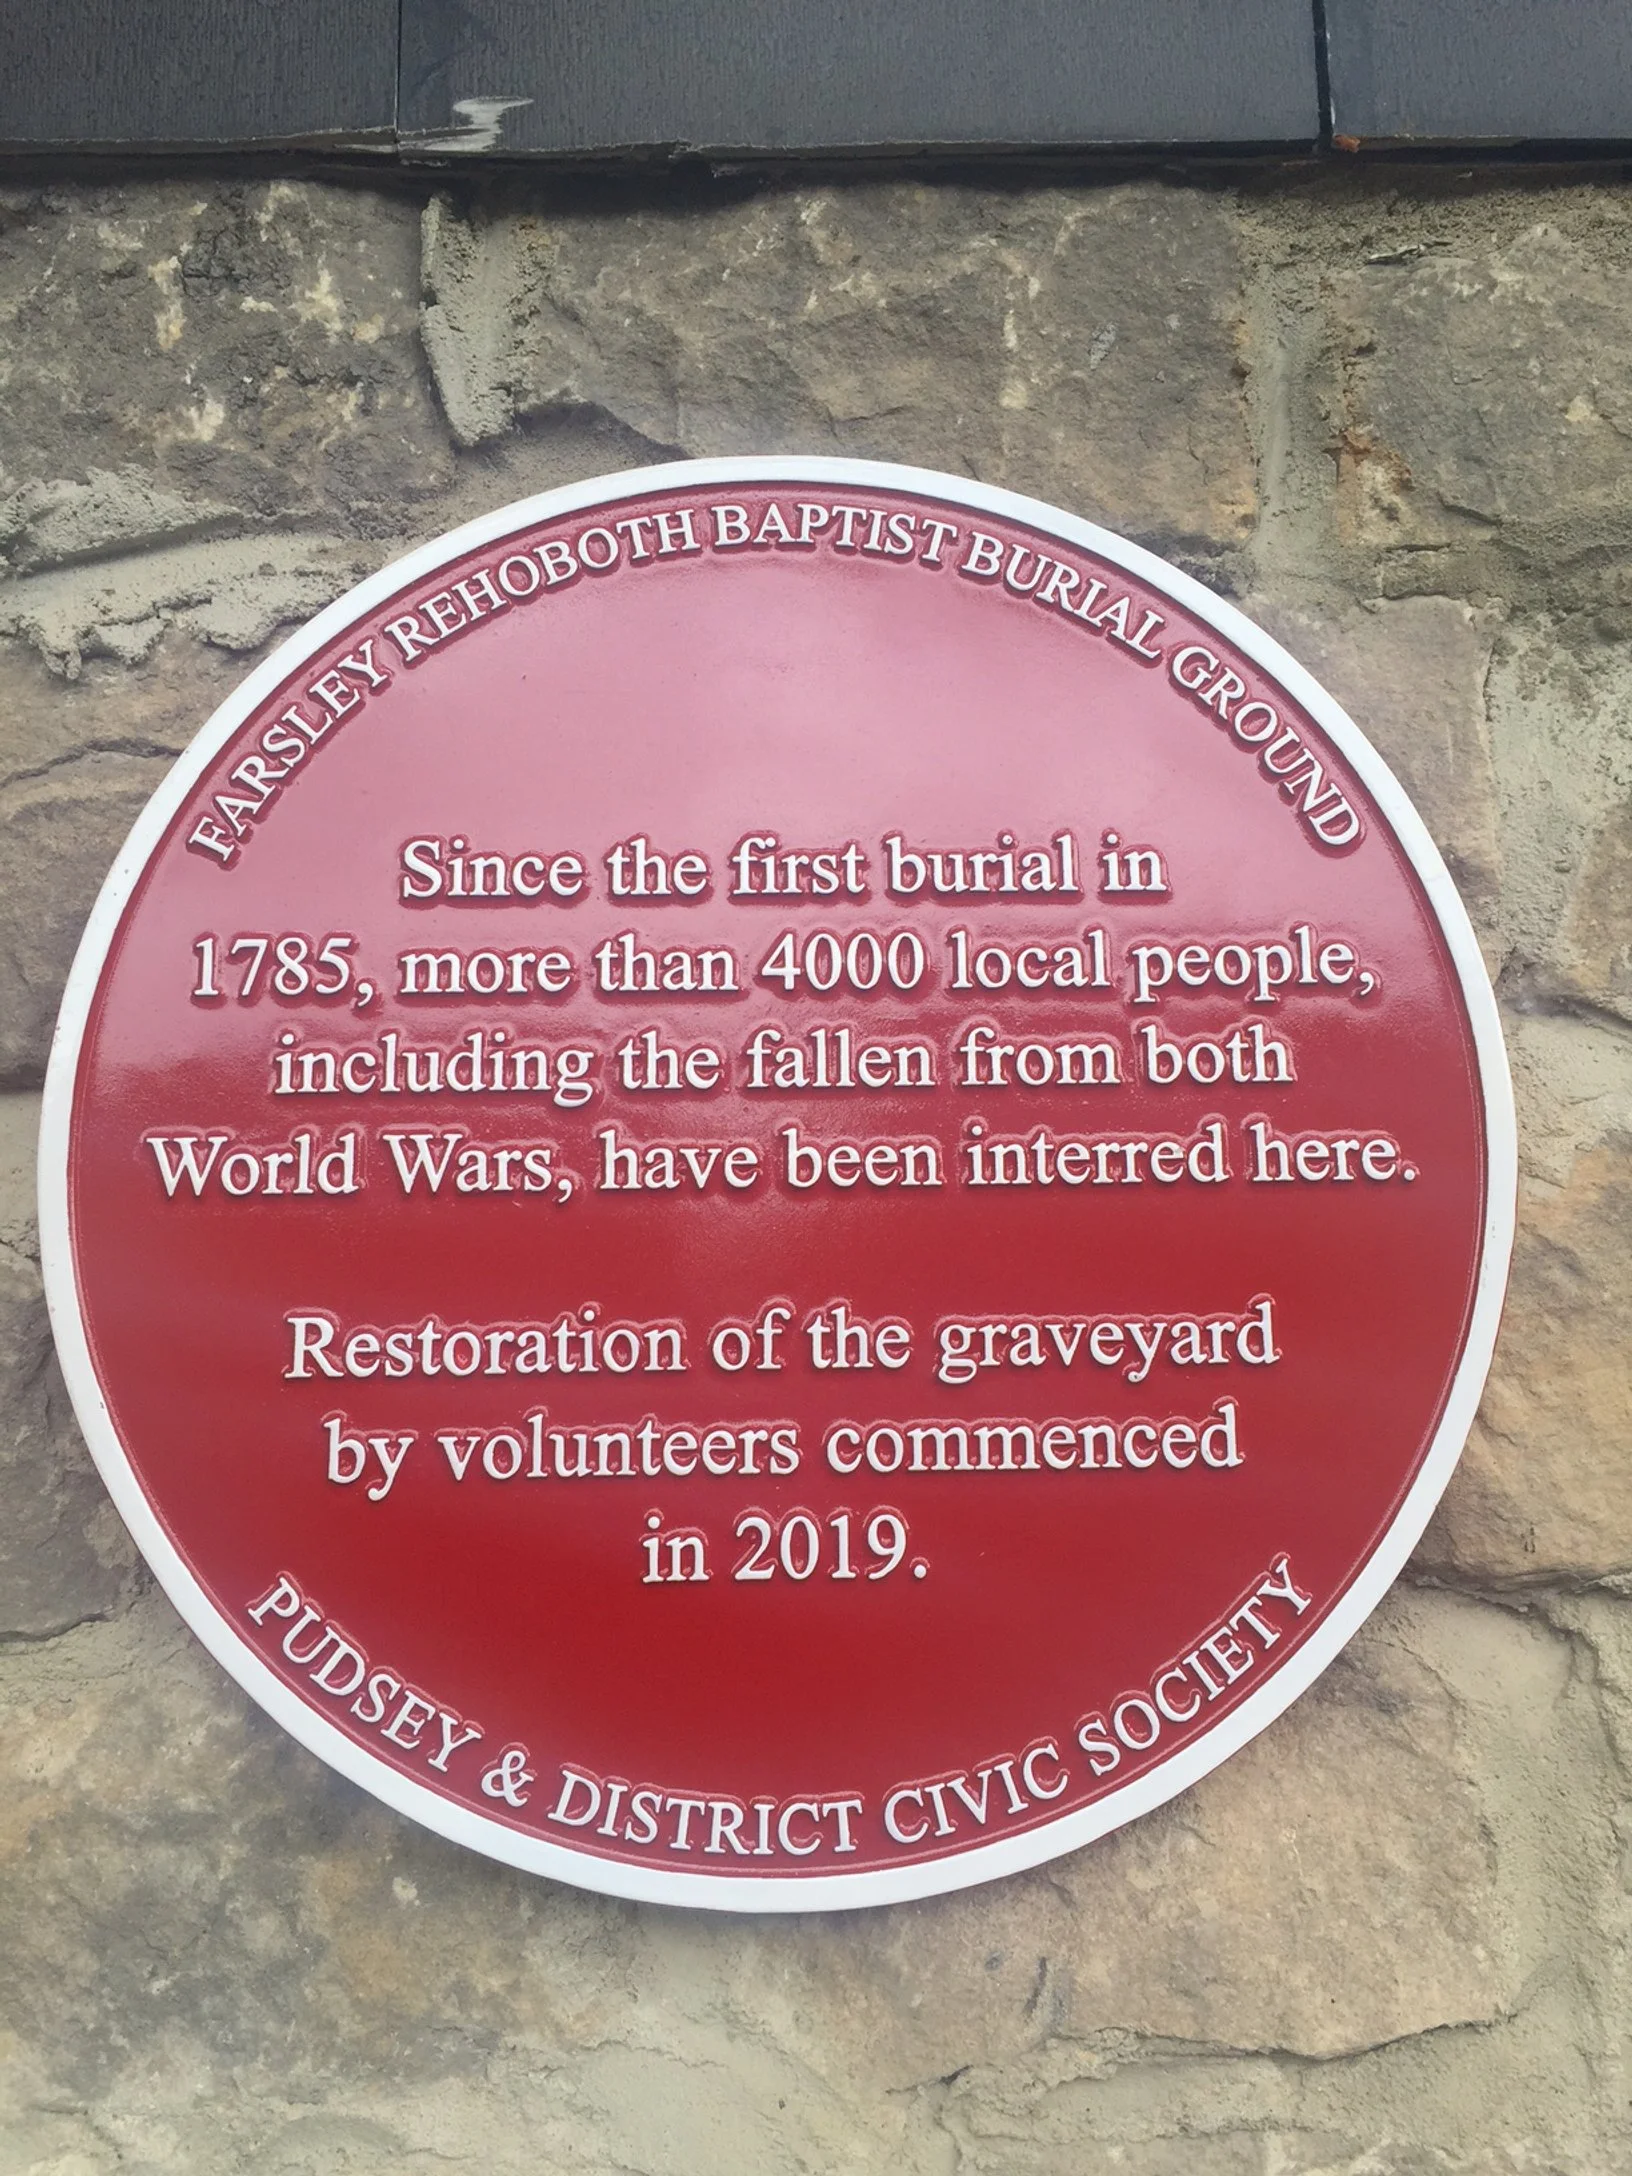 FARSLEY REHOBOTH BAPTIST BURIAL GROUND
Since the first burial in
1785, more than 4000 local people,
including the fallen from both
World Wars, have been interred here.
Restoration of the graveyard
by volunteers commenced
in 2019.
PUDSEY & DISTRICT CIVIC SOCIETY